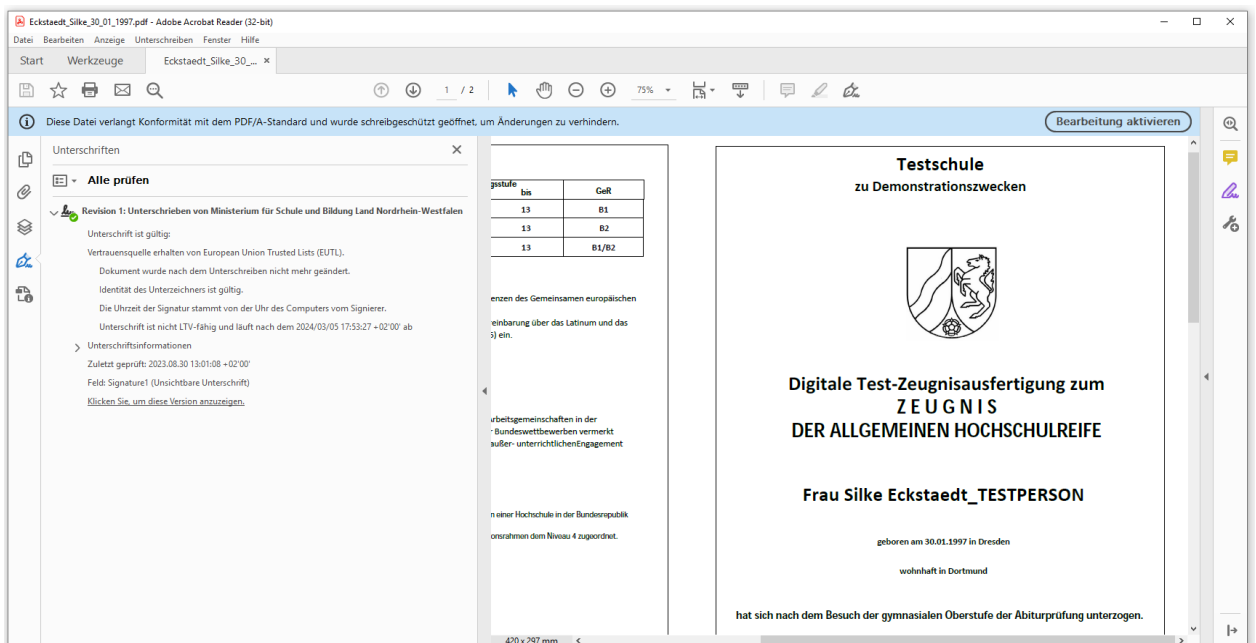 Eckstaedt_Silke_30_01_1997.pdf - Adobe Acrobat Reader (32-bit)
Datei Bearbeiten Anzeige Unterschreiben Fenster Hilfe
Start Werkzeuge Eckstaedt_Silke_30_... ×
1 / 2 75%
Diese Datei verlangt Konformität mit dem PDF/A-Standard und wurde schreibgeschützt geöffnet, um Änderungen zu verhindern.
Bearbeitung aktivieren
Unterschriften
Alle prüfen
Revision 1: Unterschrieben von Ministerium für Schule und Bildung Land Nordrhein-Westfalen
Unterschrift ist gültig:
Vertrauensquelle erhalten von European Union Trusted Lists (EUTL).
Dokument wurde nach dem Unterschreiben nicht mehr geändert.
Identität des Unterzeichners ist gültig.
Die Uhrzeit der Signatur stammt von der Uhr des Computers vom Signierer.
Unterschrift ist nicht LTV-fähig und läuft nach dem 2024/03/05 17:53:27 +02'00' ab
Unterschriftsinformationen
Zuletzt geprüft: 2023.08.30 13:01:08 +02'00'
Feld: Signature1 (Unsichtbare Unterschrift)
Klicken Sie, um diese Version anzuzeigen.
gsstufe
bis GeR
13 B1
13 B2
13 B1/B2
enzen des Gemeinsamen europäischen
einbarung über das Latinum und das
5) ein.
rbeitsgemeinschaften in der
r Bundeswettbewerben vermerkt
außer- unterrichtlichenEngagement
n einer Hochschule in der Bundesrepublik
onsrahmen dem Niveau 4 zugeordnet.
420 x 297 mm
Testschule
zu Demonstrationszwecken
Digitale Test-Zeugnisausfertigung zum
Z E U G N I S
DER ALLGEMEINEN HOCHSCHULREIFE
Frau Silke Eckstaedt_TESTPERSON
geboren am 30.01.1997 in Dresden
wohnhaft in Dortmund
hat sich nach dem Besuch der gymnasialen Oberstufe der Abiturprüfung unterzogen.